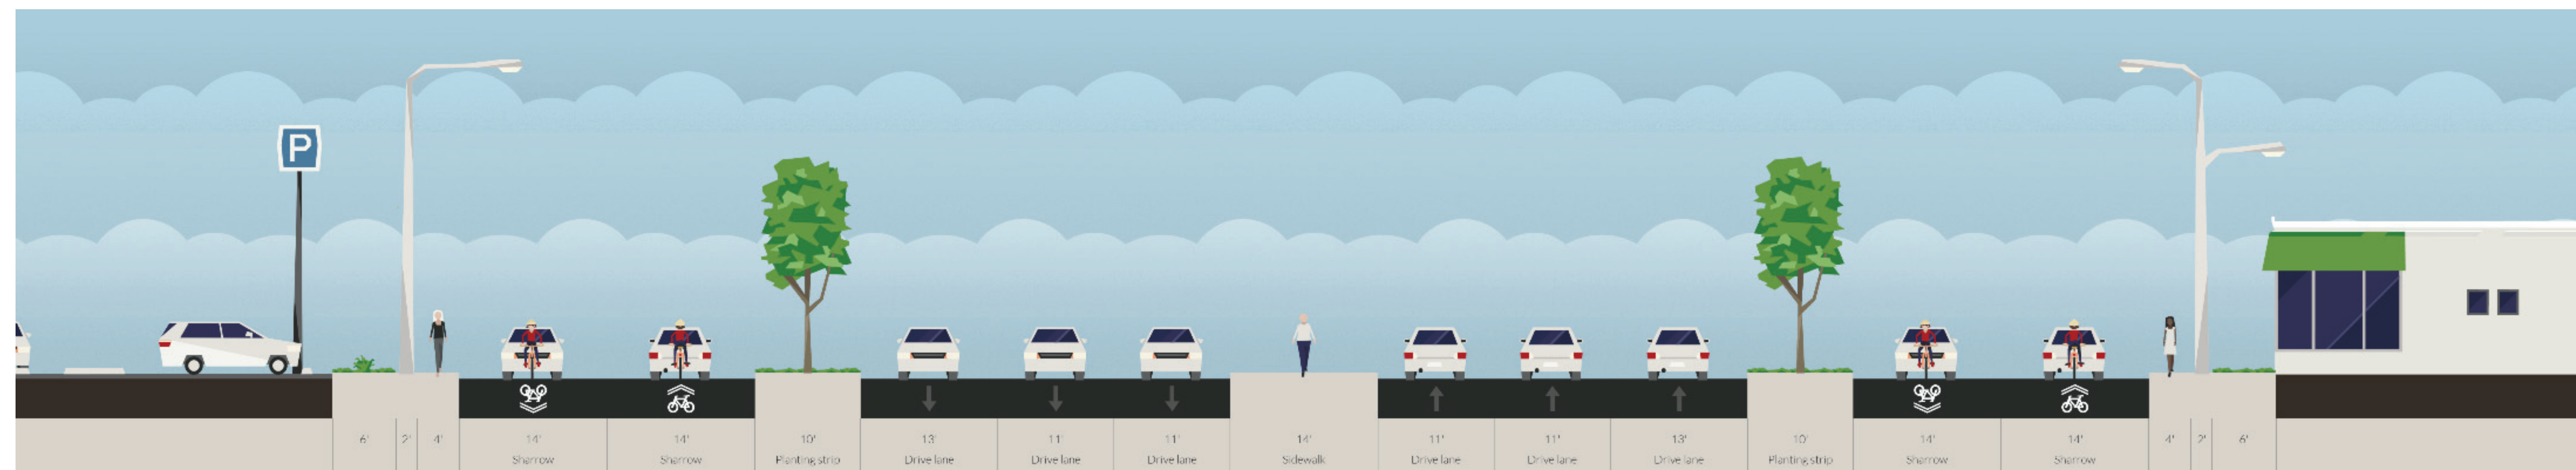 P
6' 2' 4' 14' 14' 10' 13' 11' 11' 14' 11' 11' 13' 10' 14' 14' 4' 2' 6'
Sharrow Sharrow Planting strip Drive lane Drive lane Drive lane Sidewalk Drive lane Drive lane Drive lane Planting strip Sharrow Sharrow